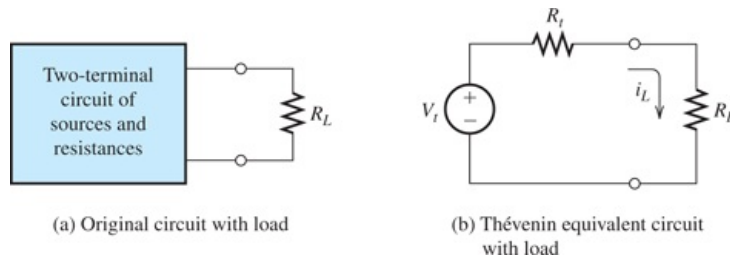 Two-terminal
circuit of
sources and
resistances
R_L
(a) Original circuit with load
R_t
V_t
+
−
i_L
(b) Thévenin equivalent circuit
with load